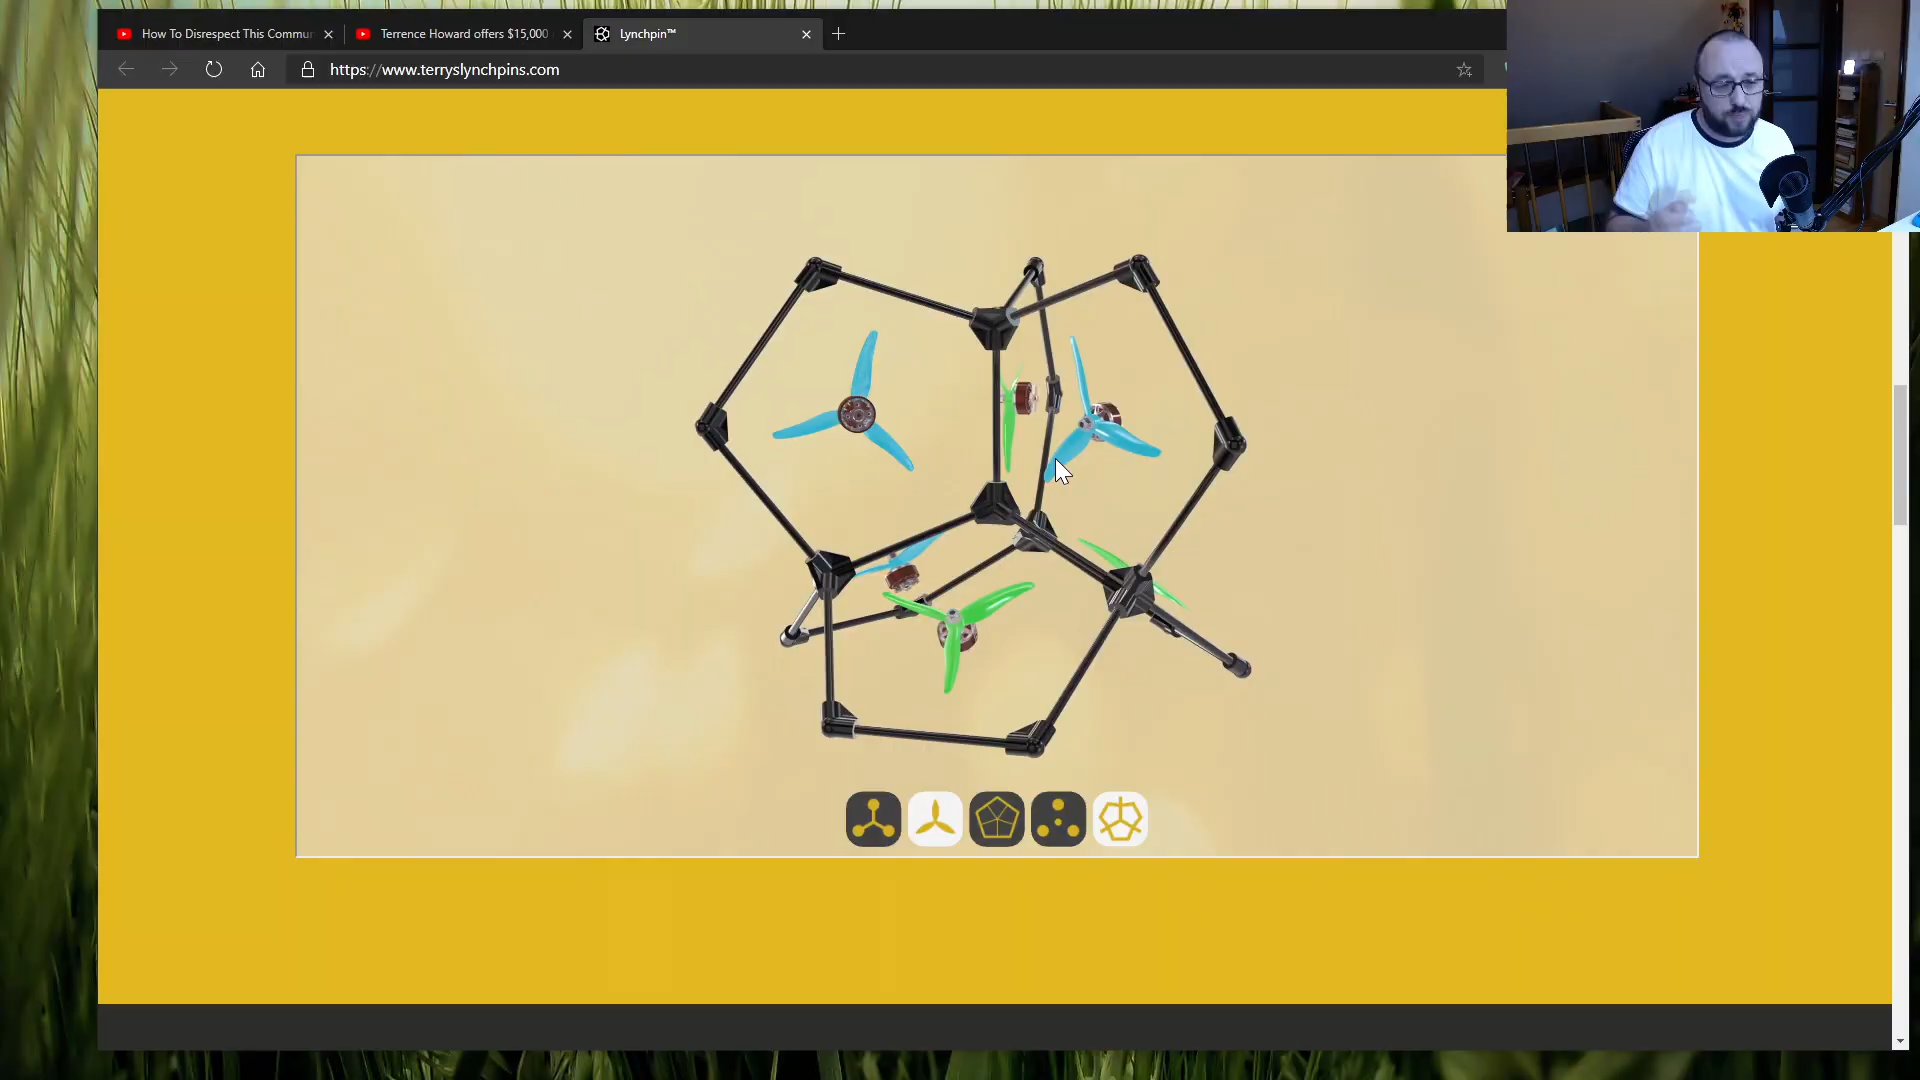 How To Disrespect This Commu
Terrence Howard offers $15,000
Lynchpin™
https://www.terryslynchpins.com